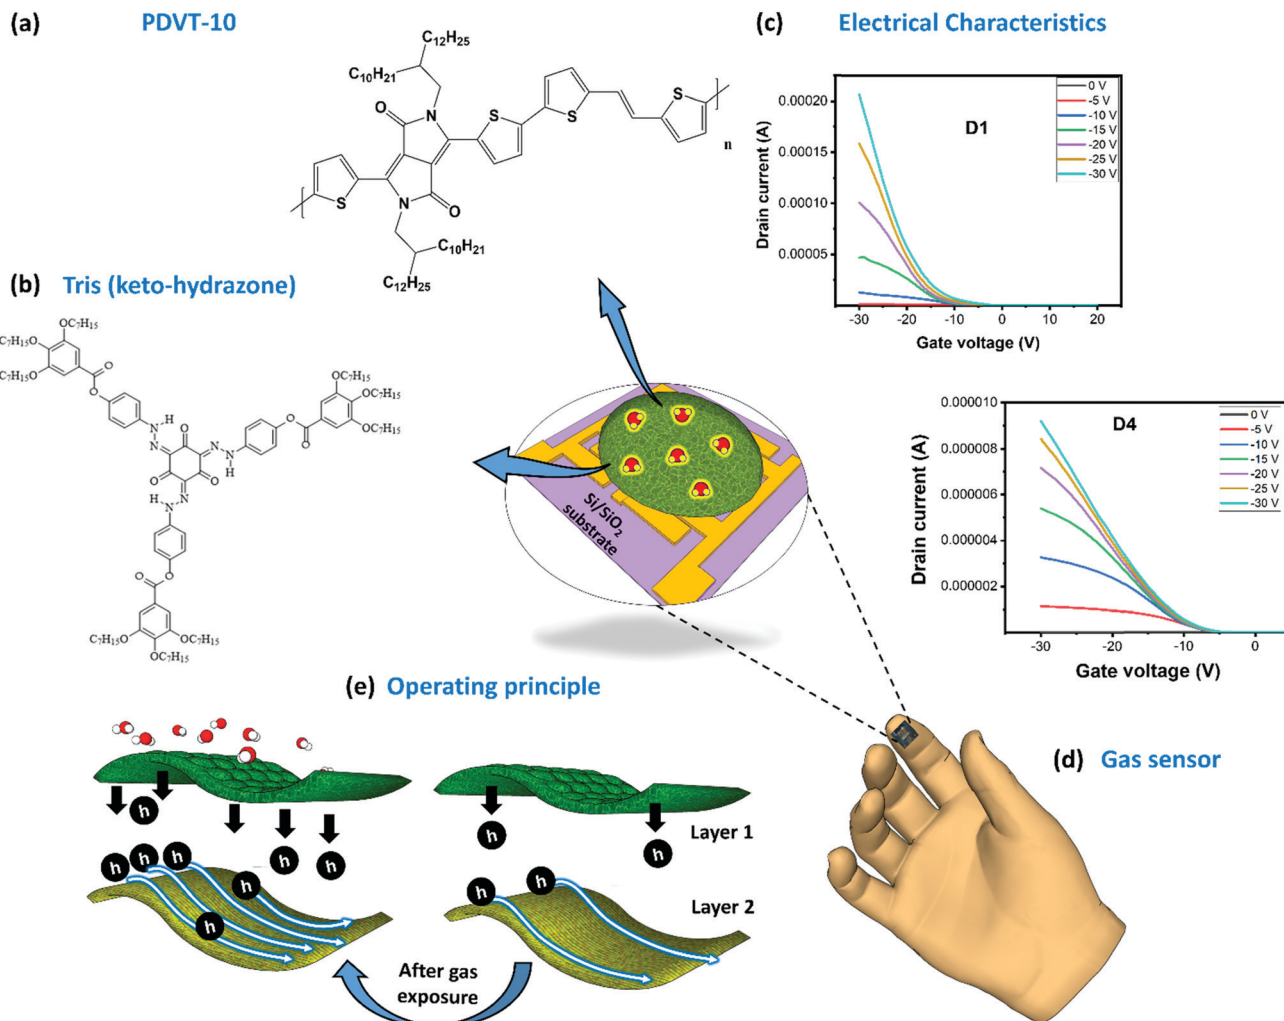 (a)
PDVT-10
C₁₂H₂₅
C₁₀H₂₁
O
N
S
S
S
n
S
N
O
C₁₀H₂₁
C₁₂H₂₅
(b) Tris (keto-hydrazone)
OC₇H₁₅
C₇H₁₅O
C₇H₁₅O
O
O
H
N
N
O
O
O
N
N
H
O
O
OC₇H₁₅
OC₇H₁₅
OC₇H₁₅
H
N
N
O
O
C₇H₁₅O
OC₇H₁₅
OC₇H₁₅
(c) Electrical Characteristics
D1
0 V
-5 V
-10 V
-15 V
-20 V
-25 V
-30 V
Drain current (A)
0.00020
0.00015
0.00010
0.00005
-30 -20 -10 0 10 20
Gate voltage (V)
D4
0 V
-5 V
-10 V
-15 V
-20 V
-25 V
-30 V
Drain current (A)
0.000010
0.000008
0.000006
0.000004
0.000002
-30 -20 -10 0
Gate voltage (V)
Si/SiO₂
substrate
(d) Gas sensor
(e) Operating principle
h
h
h
h h h
h
h
h
h
Layer 1
h h
Layer 2
After gas
exposure